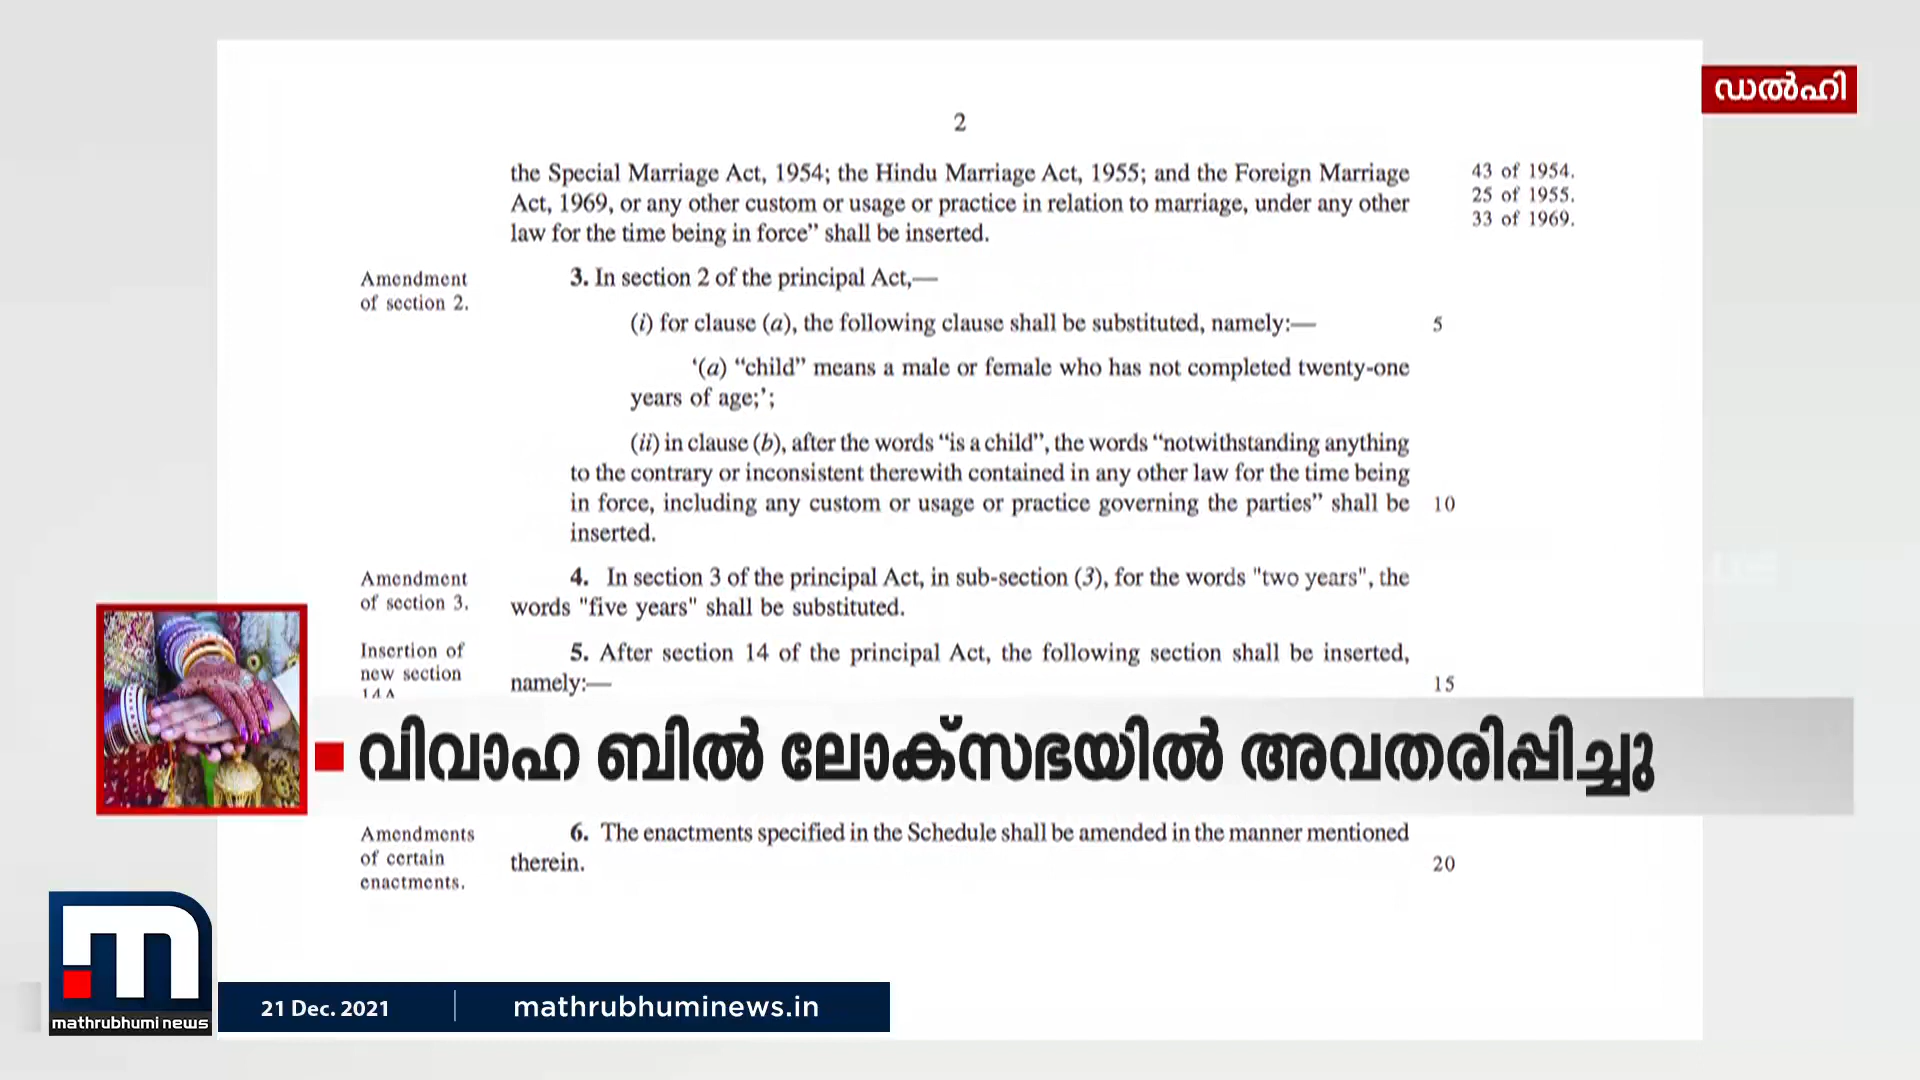 ഡൽഹി
2
the Special Marriage Act, 1954; the Hindu Marriage Act, 1955; and the Foreign Marriage
Act, 1969, or any other custom or usage or practice in relation to marriage, under any other
law for the time being in force” shall be inserted.
43 of 1954.
25 of 1955.
33 of 1969.
Amendment
of section 2.
3. In section 2 of the principal Act,—
(i) for clause (a), the following clause shall be substituted, namely:—
5
‘(a) “child” means a male or female who has not completed twenty-one
years of age;’;
(ii) in clause (b), after the words “is a child”, the words “notwithstanding anything
to the contrary or inconsistent therewith contained in any other law for the time being
in force, including any custom or usage or practice governing the parties” shall be
10
inserted.
Amendment
of section 3.
4. In section 3 of the principal Act, in sub-section (3), for the words "two years", the
words "five years" shall be substituted.
Insertion of
new section
14A
5. After section 14 of the principal Act, the following section shall be inserted,
namely:—
15
വിവാഹ ബിൽ ലോക്സഭയിൽ അവതരിപ്പിച്ചു
Amendments
of certain
enactments.
6. The enactments specified in the Schedule shall be amended in the manner mentioned
therein.
20
mathrubhumi news
21 Dec. 2021
mathrubhuminews.in